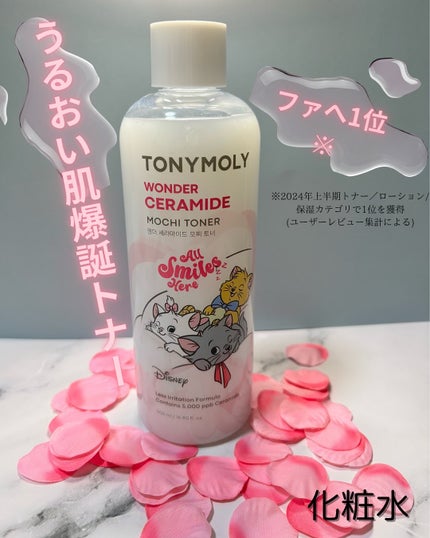 うるおい肌爆誕トナー
ファヘ1位
※
※2024年上半期トナー／ローション/
保湿カテゴリで1位を獲得
(ユーザーレビュー集計による)
TONYMOLY
WONDER
CERAMIDE
MOCHI TONER
원더 세라마이드 모찌 토너
All
Smiles
Here
Disney
Less Irritation Formula
Contains 5,000 ppb Ceramide
化粧水